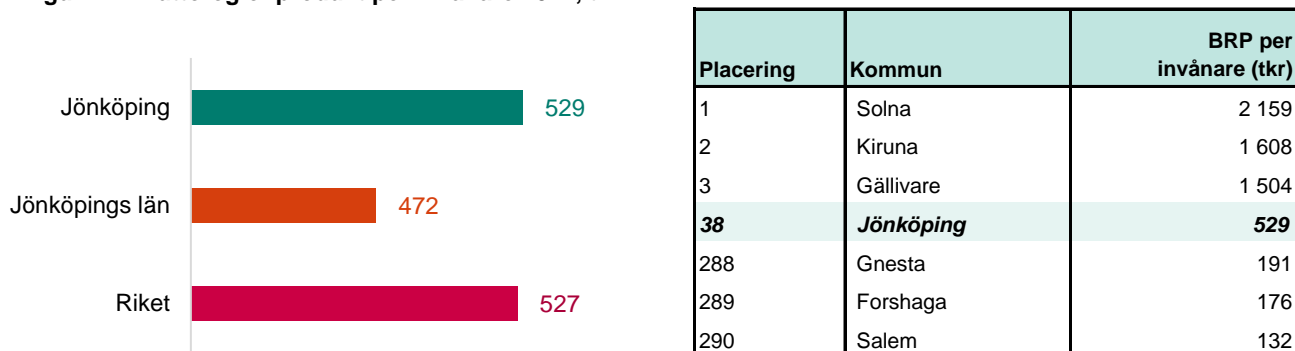 Jönköping 529
Jönköpings län 472
Riket 527
Placering Kommun BRP per invånare (tkr)
1 Solna 2 159
2 Kiruna 1 608
3 Gällivare 1 504
38 Jönköping 529
288 Gnesta 191
289 Forshaga 176
290 Salem 132